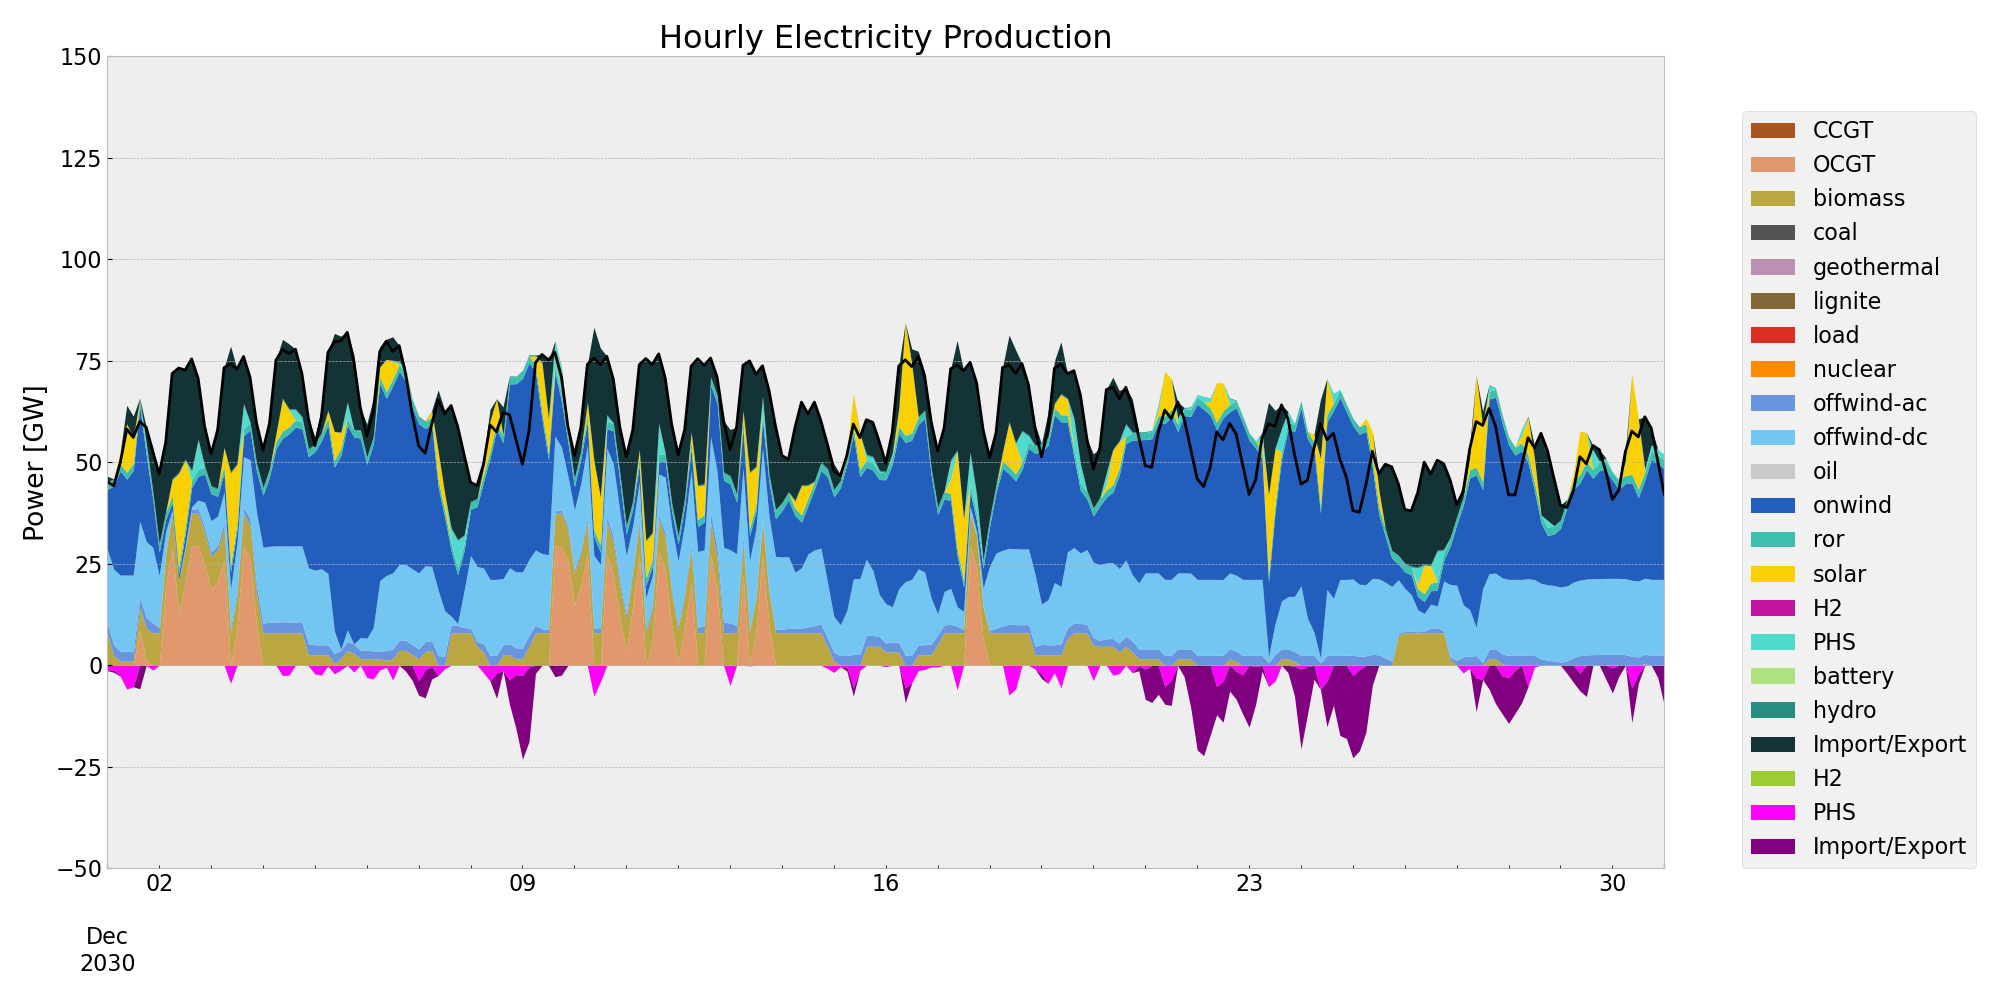 Hourly Electricity Production
Power [GW]
150
125
100
75
50
25
0
−25
−50
02
09
16
23
30
Dec
2030
CCGT
OCGT
biomass
coal
geothermal
lignite
load
nuclear
offwind-ac
offwind-dc
oil
onwind
ror
solar
H2
PHS
battery
hydro
Import/Export
H2
PHS
Import/Export